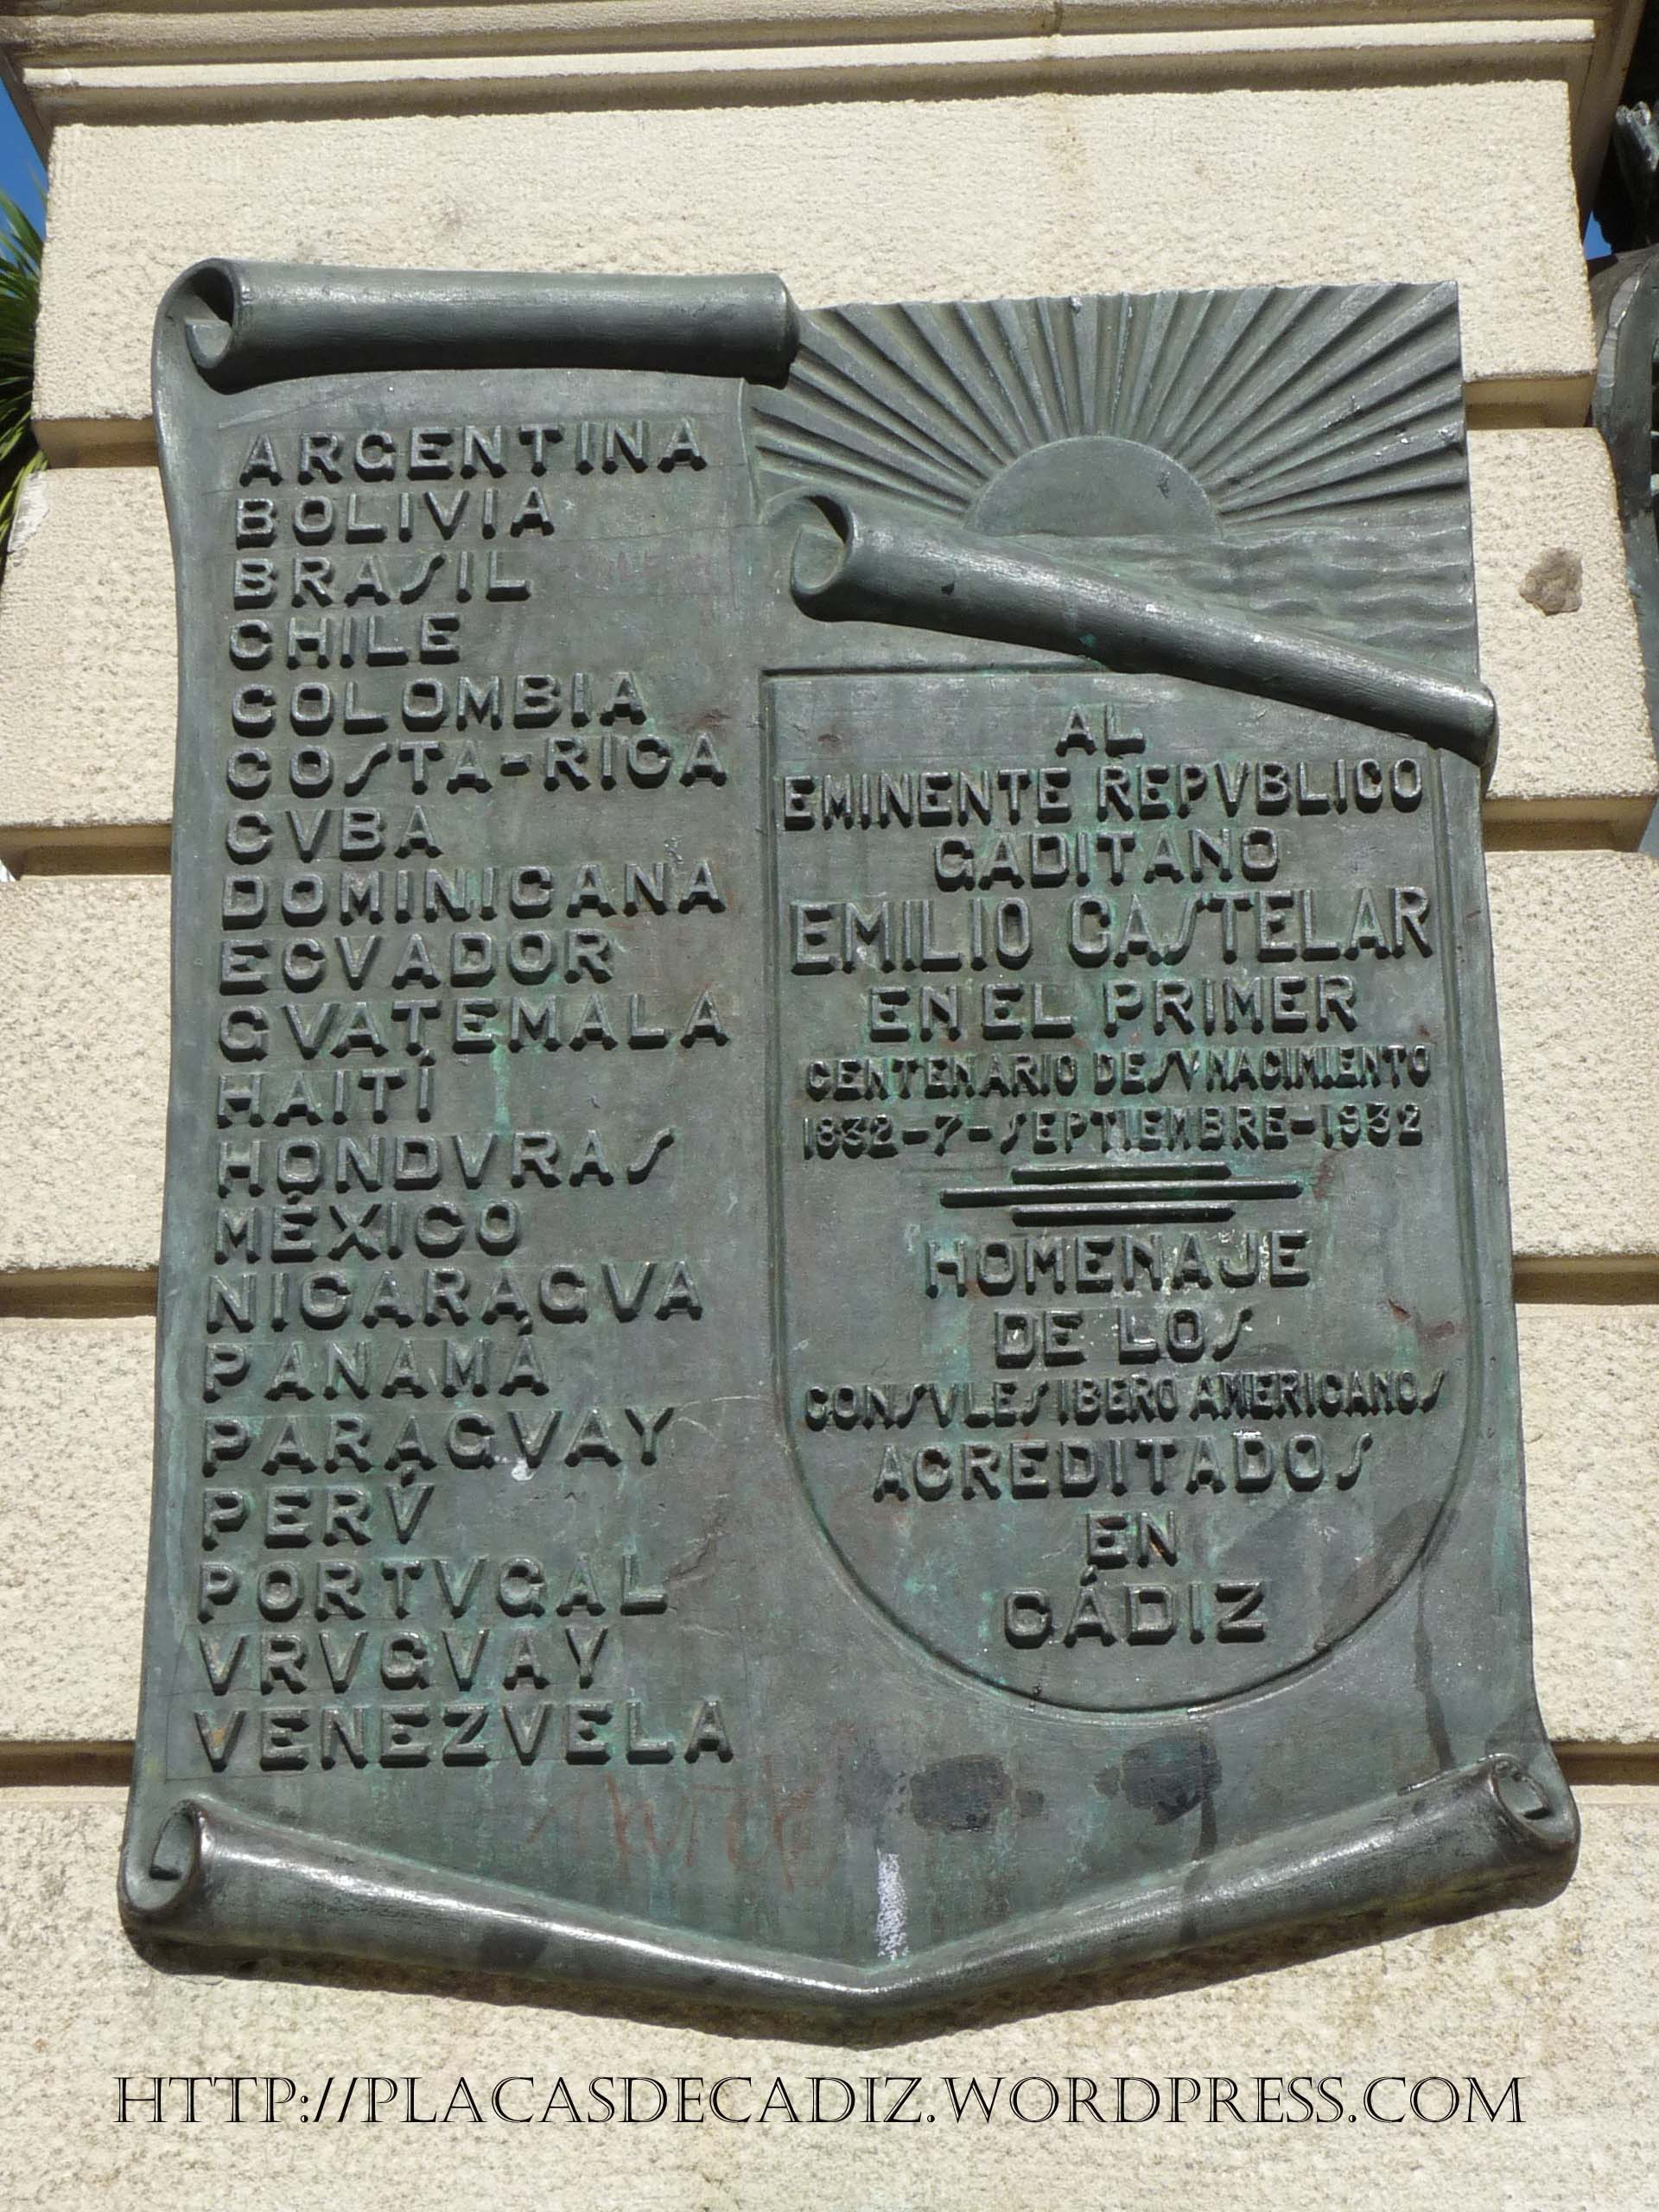 ARGENTINA
BOLIVIA
BRASIL
CHILE
COLOMBIA
COSTA-RICA
CVBA
DOMINICANA
ECVADOR
GVATEMALA
HAITÍ
HONDVRAS
MÉXICO
NICARAGVA
PANAMÁ
PARAGVAY
PERV́
PORTVGAL
VRVGVAY
VENEZVELA
AL
EMINENTE REPVBLICO
GADITANO
EMILIO CASTELAR
EN EL PRIMER
CENTENARIO DE SV NACIMIENTO
1832-7-SEPTIEMBRE-1932
HOMENAJE
DE LOS
CONSVLES IBERO AMERICANOS
ACREDITADOS
EN
CÁDIZ
HTTP://PLACASDECADIZ.WORDPRESS.COM